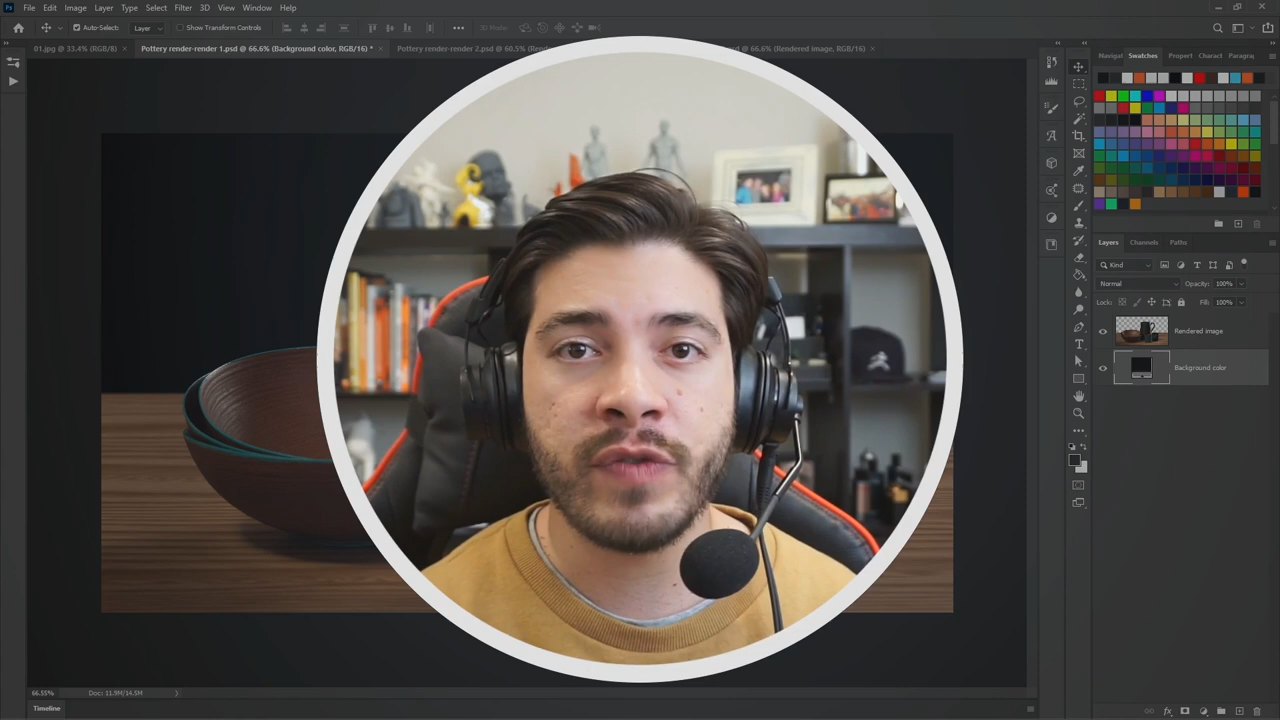 Ps File Edit Image Layer Type Select Filter 3D View Window Help
Auto-Select: Layer Show Transform Controls 3D Mode:
01.jpg @ 33.4% (RGB/8) × Pottery render-render 1.psd @ 66.6% (Background color, RGB/16) * × Pottery render-render 2.psd @ 60.5% @ 66.6% (Rendered image, RGB/16) ×
Navigat Swatches Propert Charact Paragra
Layers Channels Paths
Kind
Normal Opacity: 100%
Lock: Fill: 100%
Rendered image
Background color
66.55% Doc: 11.9M/14.5M
Timeline